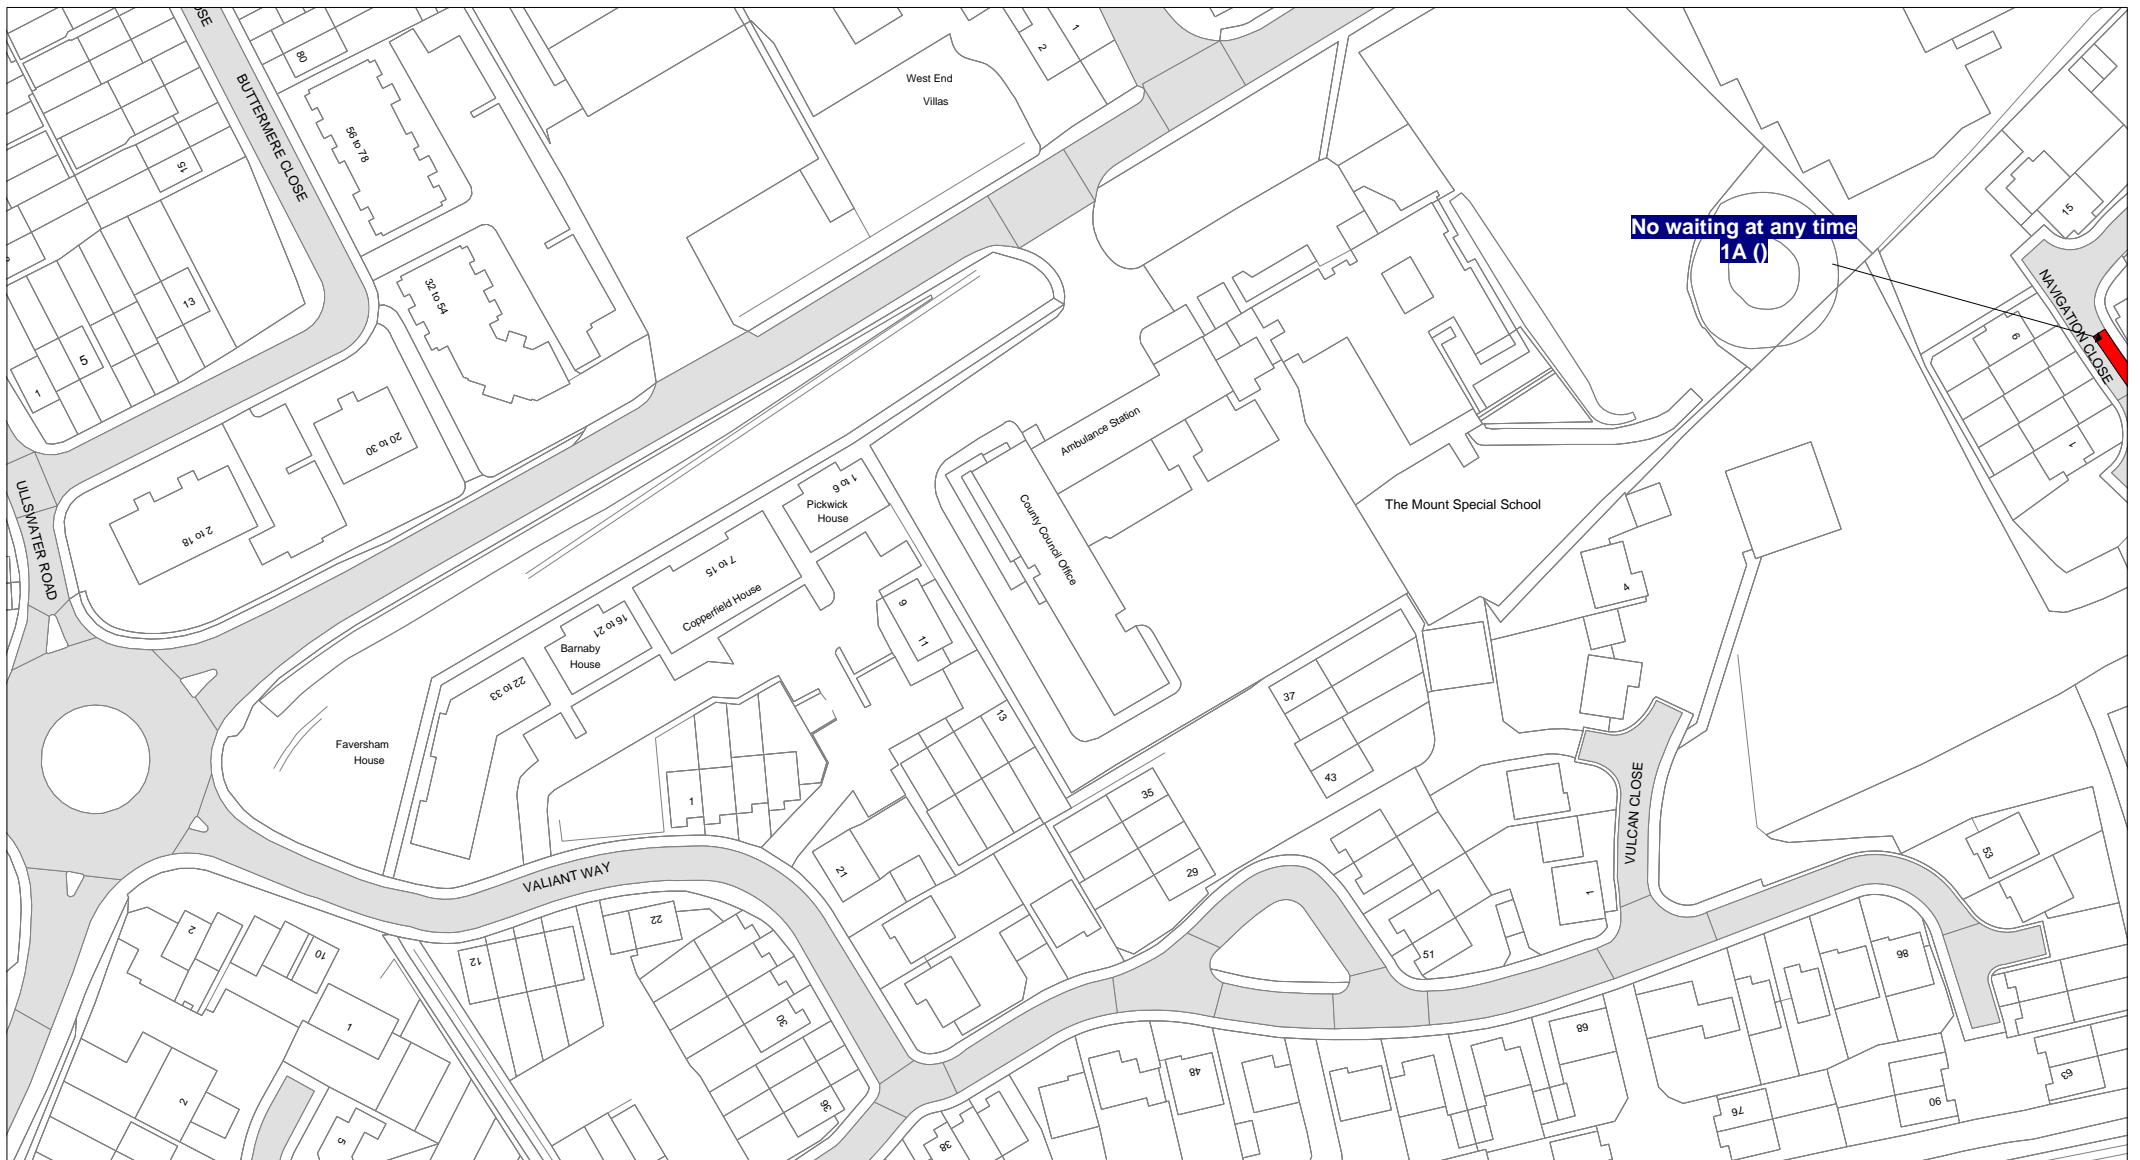 OSE
80
1
2
West End
Villas
BUTTERMERE CLOSE
56 to 78
15
No waiting at any time
1A ()
15
13
32 to 54
NAVIGATION CLOSE
6
5
1
1
Ambulance Station
20 to 30
1 to 6
Pickwick
House
The Mount Special School
County Council Office
ULLSWATER ROAD
2 to 18
7 to 15
Copperfield House
4
9
11
16 to 21
Barnaby
House
22 to 33
37
13
Faversham
House
43
35
1
VULCAN CLOSE
53
21
29
VALIANT WAY
1
2
22
12
10
51
86
30
1
68
48
63
2
36
76
90
5
38